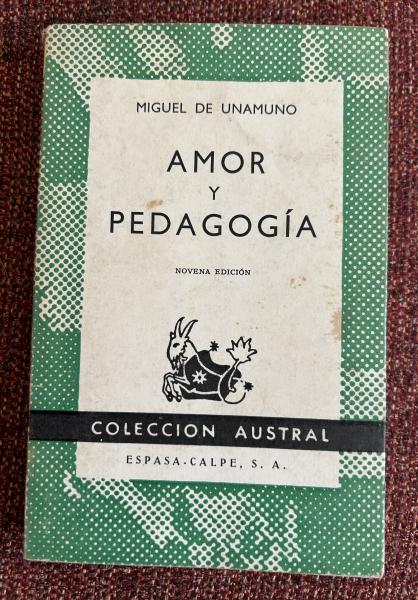 MIGUEL DE UNAMUNO
AMOR
Y
PEDAGOGÍA
NOVENA EDICIÓN
COLECCION AUSTRAL
ESPASA-CALPE, S. A.